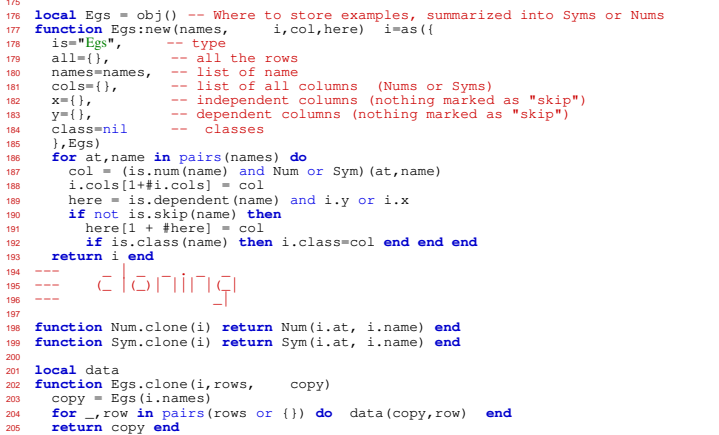 175
176 local Egs = obj() -- Where to store examples, summarized into Syms or Nums
177 function Egs:new(names,     i,col,here)  i=as({
178   is="Egs",     -- type
179   all={},       -- all the rows
180   names=names,  -- list of name
181   cols={},      -- list of all columns  (Nums or Syms)
182   x={},         -- independent columns (nothing marked as "skip")
183   y={},         -- dependent columns (nothing marked as "skip")
184   class=nil     --  classes
185   },Egs)
186   for at,name in pairs(names) do
187     col = (is.num(name) and Num or Sym)(at,name)
188     i.cols[1+#i.cols] = col
189     here = is.dependent(name) and i.y or i.x
190     if not is.skip(name) then
191       here[1 + #here] = col
192       if is.class(name) then i.class=col end end end
193   return i end
194 ---      _ | _  _ . _  _
195 ---     (_ |(_)| ||| |(_|
196 ---                    _|
197
198 function Num.clone(i) return Num(i.at, i.name) end
199 function Sym.clone(i) return Sym(i.at, i.name) end
200
201 local data
202 function Egs.clone(i,rows,     copy)
203   copy = Egs(i.names)
204   for _,row in pairs(rows or {}) do  data(copy,row)  end
205   return copy end